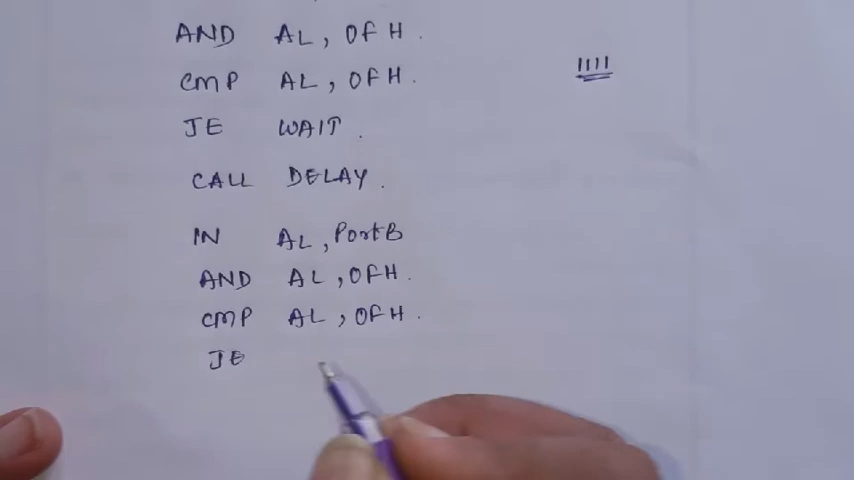 AND AL, OFH.
CMP AL, OFH.
1111
JE WAIT.
CALL DELAY.
IN AL, PortB
AND AL, OFH.
CMP AL, OFH.
JE